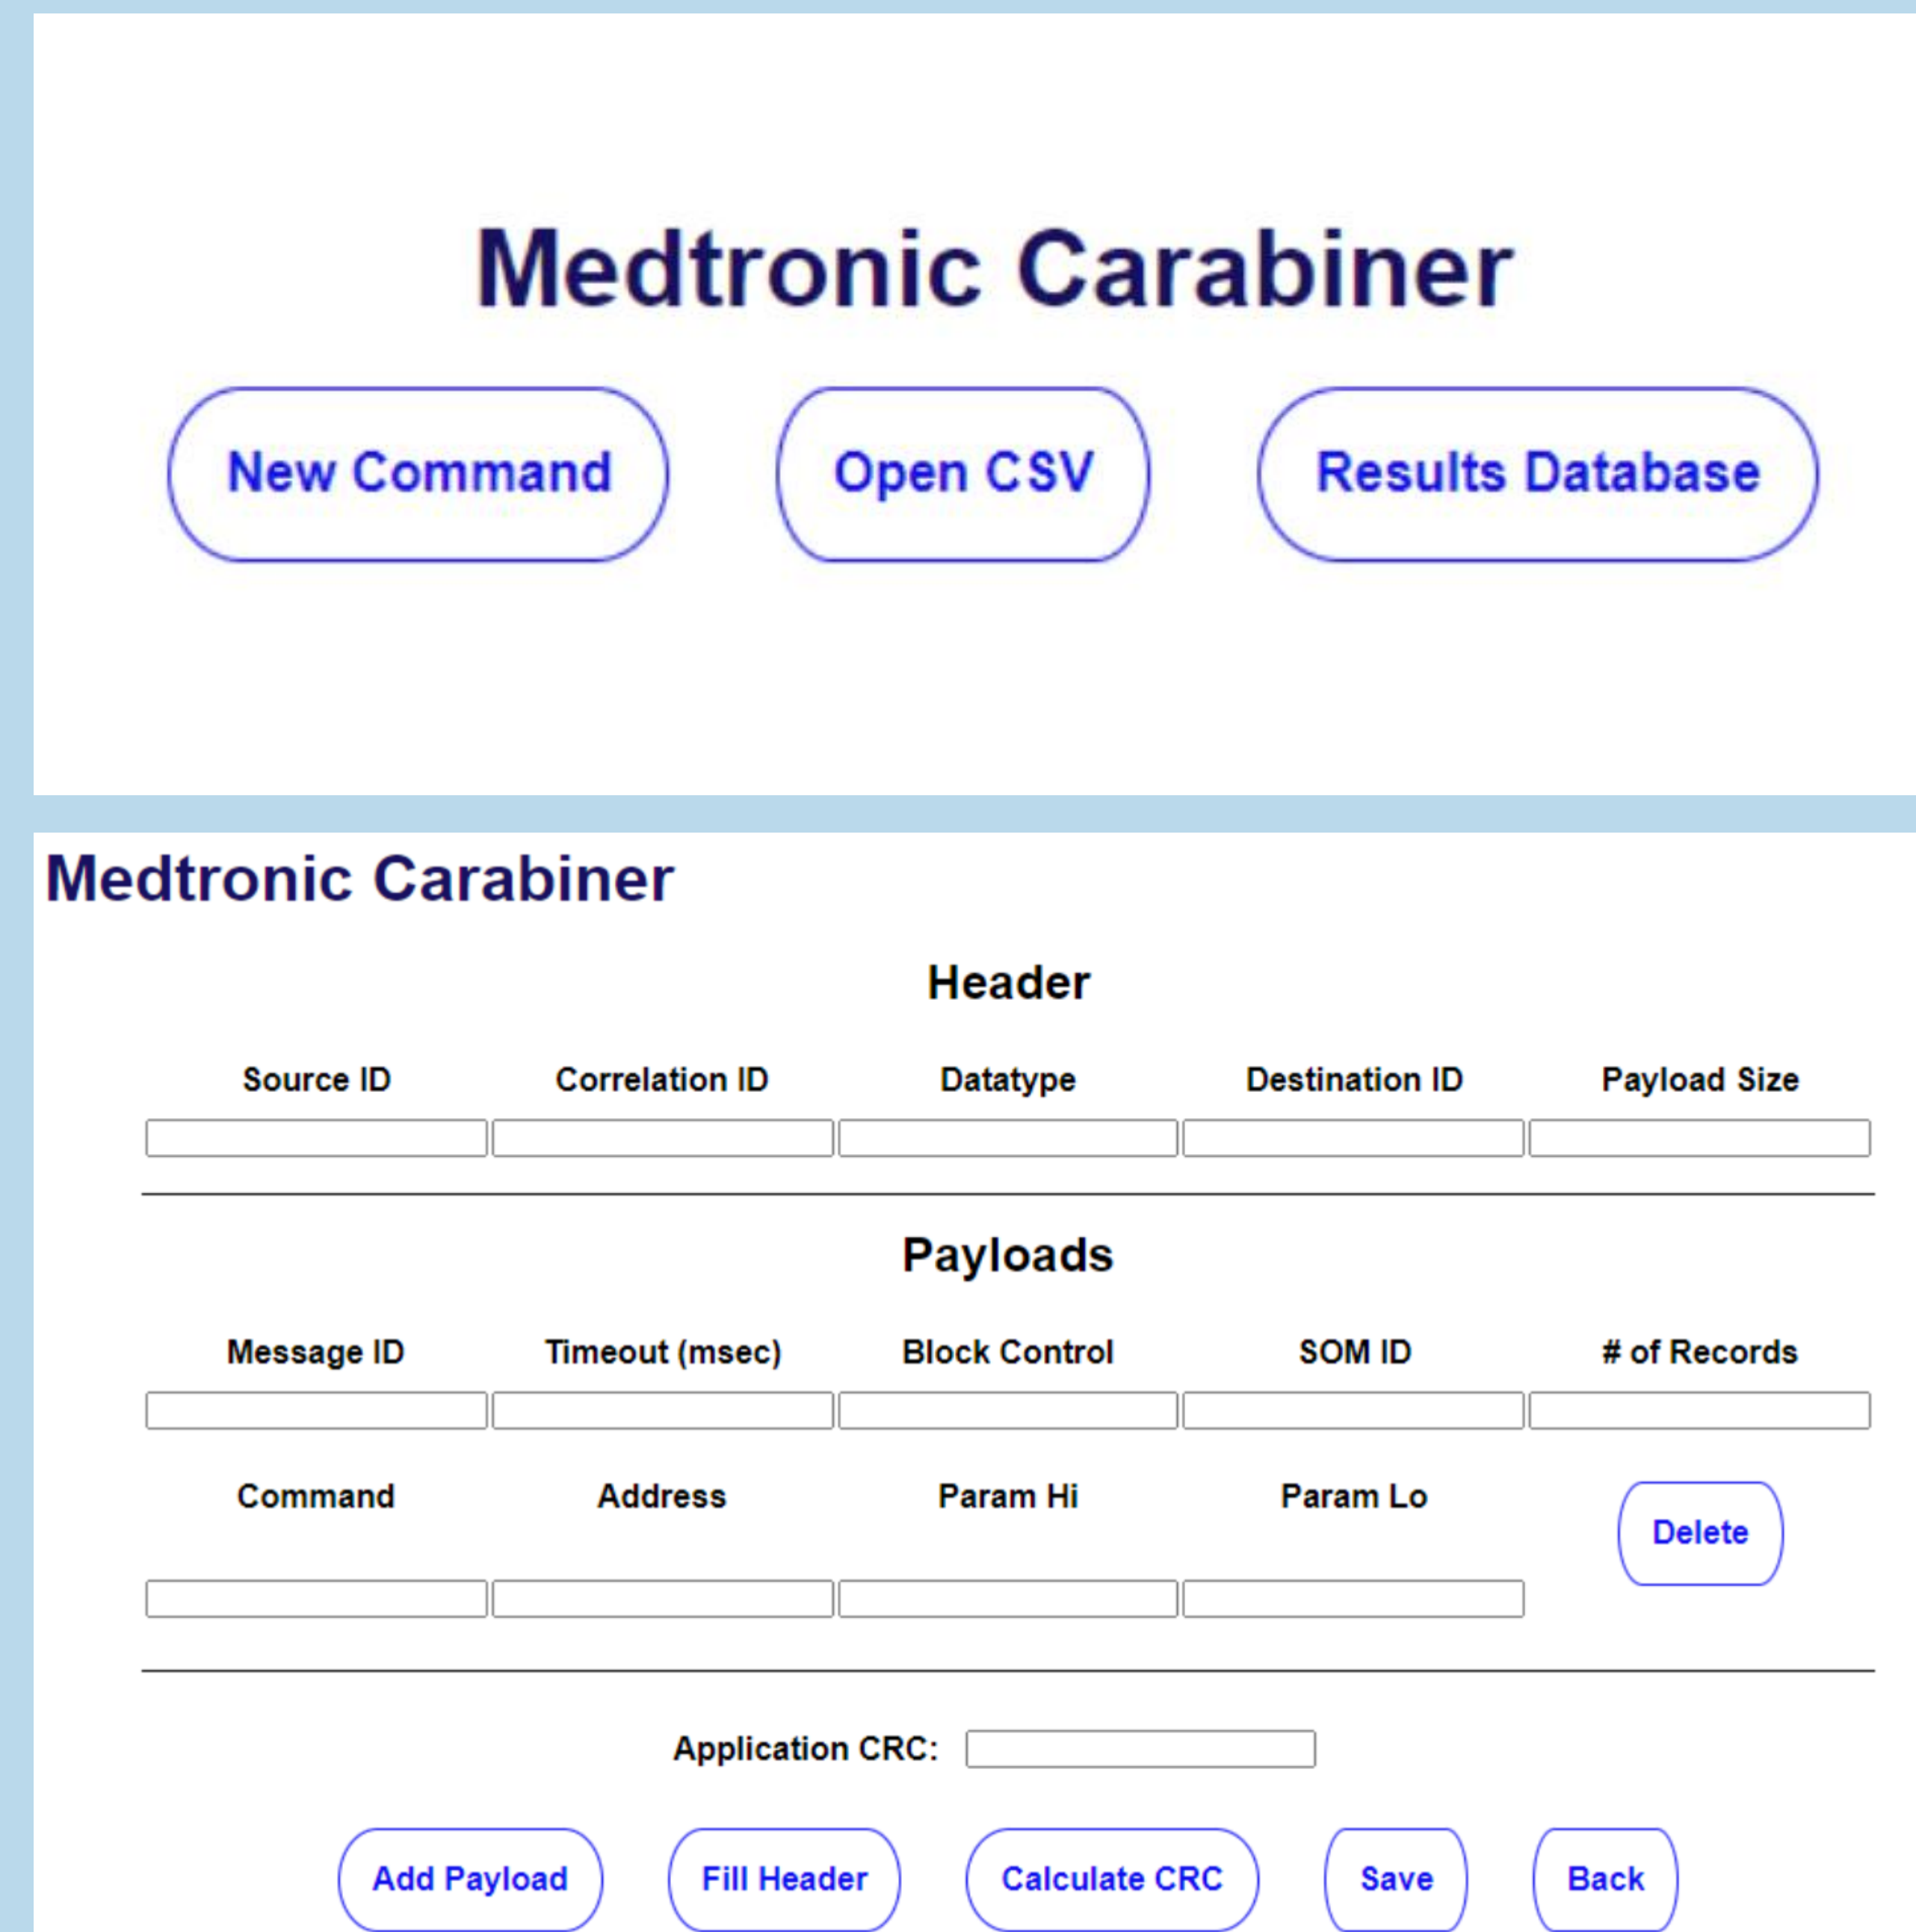 Medtronic Carabiner
New Command Open CSV Results Database
Medtronic Carabiner
Header
Source ID Correlation ID Datatype Destination ID Payload Size
Payloads
Message ID Timeout (msec) Block Control SOM ID # of Records
Command Address Param Hi Param Lo
Delete
Application CRC:
Add Payload Fill Header Calculate CRC Save Back